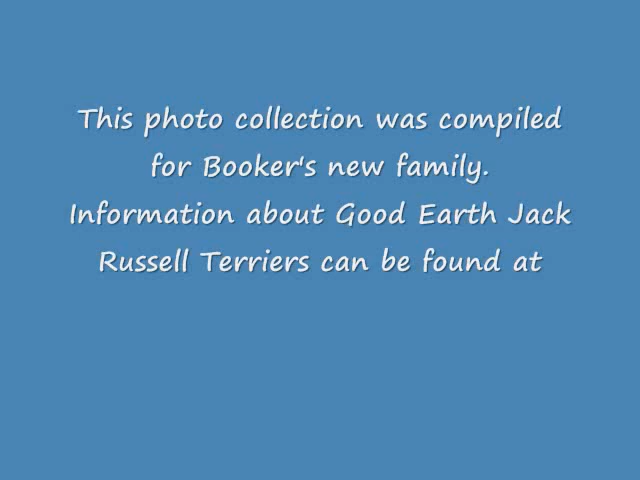 This photo collection was compiled
for Booker's new family.
Information about Good Earth Jack
Russell Terriers can be found at